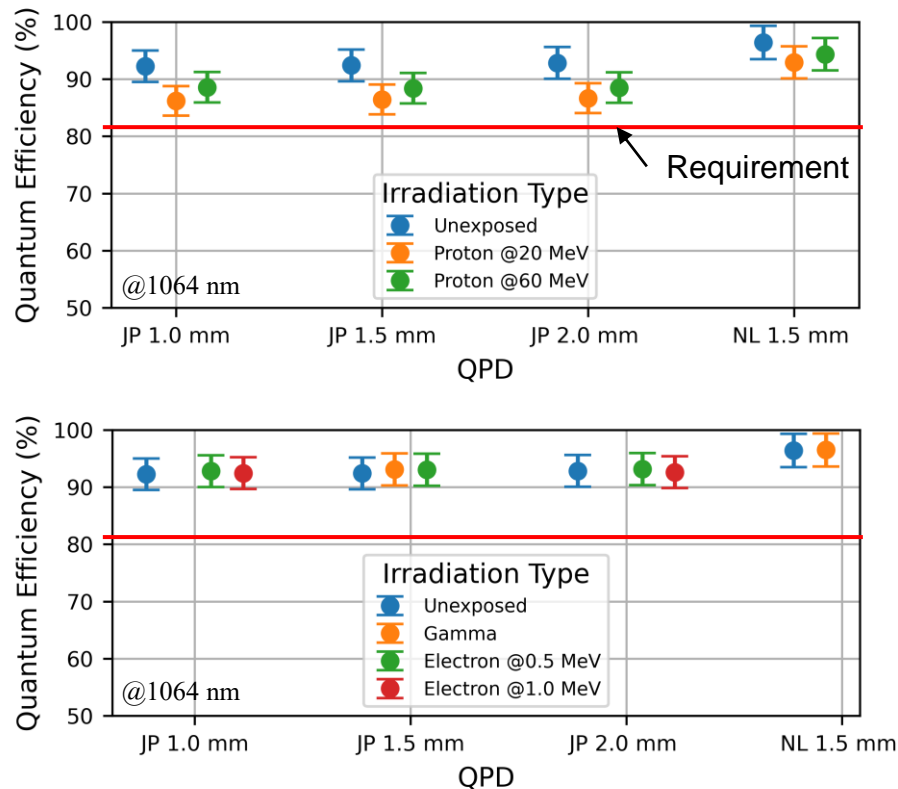 Quantum Efficiency (%)
100
90
80
70
60
50
Requirement
Irradiation Type
Unexposed
Proton @20 MeV
Proton @60 MeV
@1064 nm
JP 1.0 mm
JP 1.5 mm
JP 2.0 mm
NL 1.5 mm
QPD
Quantum Efficiency (%)
100
90
80
70
60
50
Irradiation Type
Unexposed
Gamma
Electron @0.5 MeV
Electron @1.0 MeV
@1064 nm
JP 1.0 mm
JP 1.5 mm
JP 2.0 mm
NL 1.5 mm
QPD